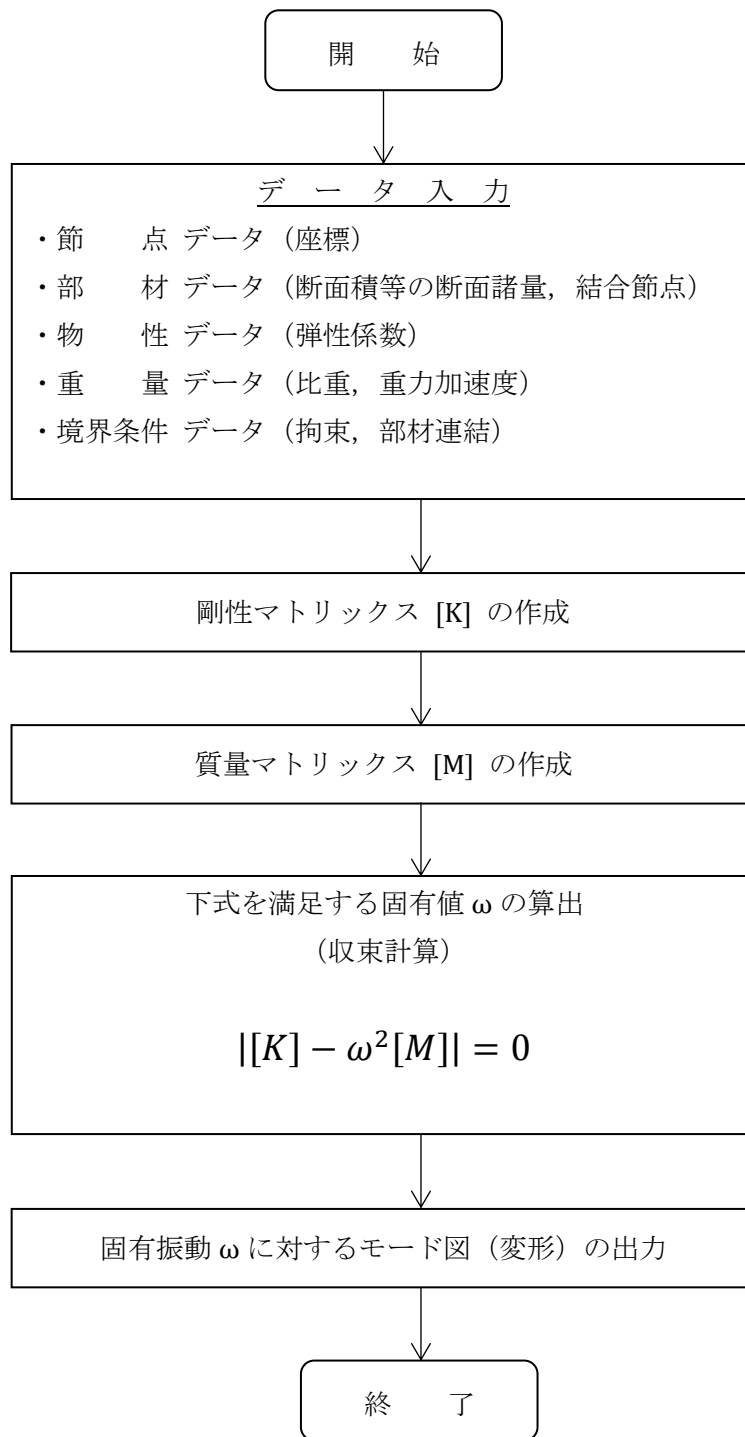 開　　始
データ入力
・節　　点 データ（座標）
・部　　材 データ（断面積等の断面諸量，結合節点）
・物　　性 データ（弾性係数）
・重　　量 データ（比重，重力加速度）
・境界条件 データ（拘束，部材連結）
剛性マトリックス [K] の作成
質量マトリックス [M] の作成
下式を満足する固有値 ω の算出
（収束計算）
|[K] − ω²[M]| = 0
固有振動 ω に対するモード図（変形）の出力
終　　了